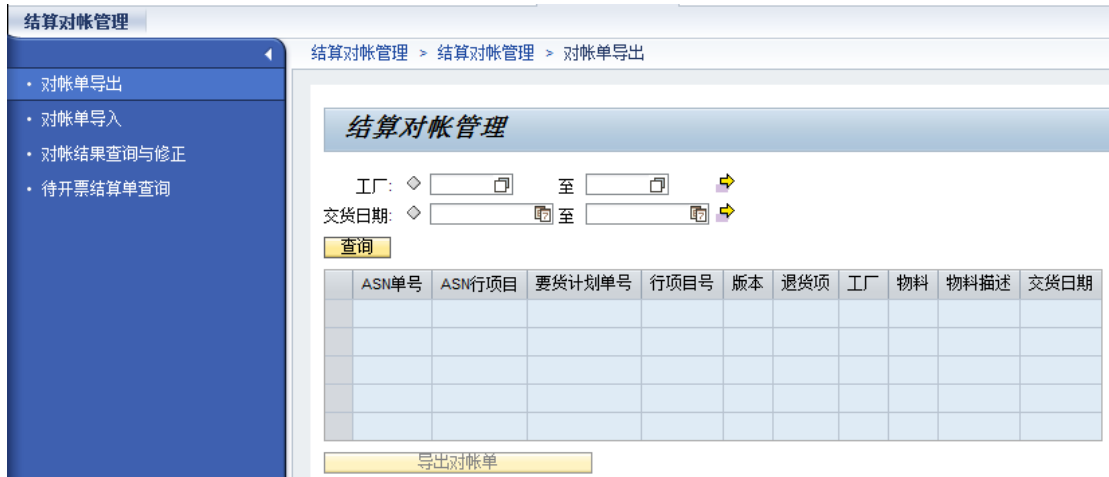 结算对帐管理
结算对帐管理 > 结算对帐管理 > 对帐单导出
• 对帐单导出
• 对帐单导入
• 对帐结果查询与修正
• 待开票结算单查询
结算对帐管理
工厂: 至
交货日期: 至
查询
ASN单号 ASN行项目 要货计划单号 行项目号 版本 退货项 工厂 物料 物料描述 交货日期
导出对帐单